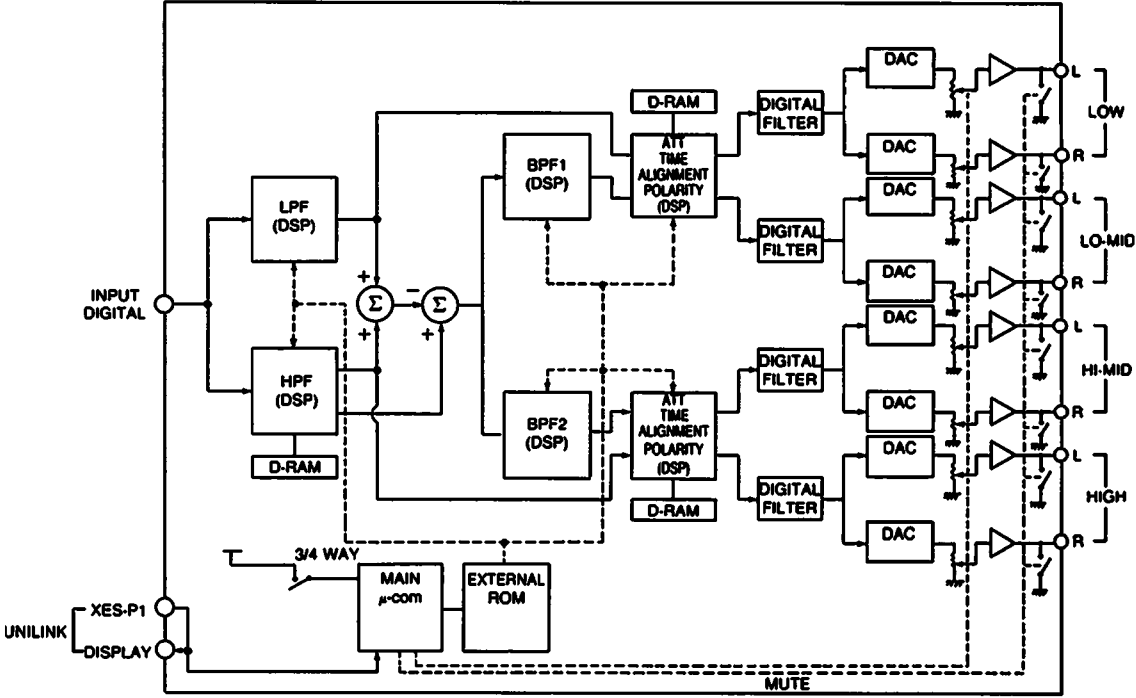 DAC
L
D-RAM
DIGITAL
FILTER
LOW
ATT
TIME
ALIGNMENT
POLARITY
(DSP)
BPF1
(DSP)
DAC
R
LPF
(DSP)
DAC
L
DIGITAL
FILTER
LO-MID
+
Σ
+
−
Σ
+
DAC
R
INPUT
DIGITAL
DAC
L
HPF
(DSP)
D-RAM
DIGITAL
FILTER
HI-MID
BPF2
(DSP)
ATT
TIME
ALIGNMENT
POLARITY
(DSP)
D-RAM
DAC
R
DAC
L
DIGITAL
FILTER
HIGH
DAC
R
3/4 WAY
MAIN
μ-com
EXTERNAL
ROM
UNILINK
XES-P1
DISPLAY
MUTE